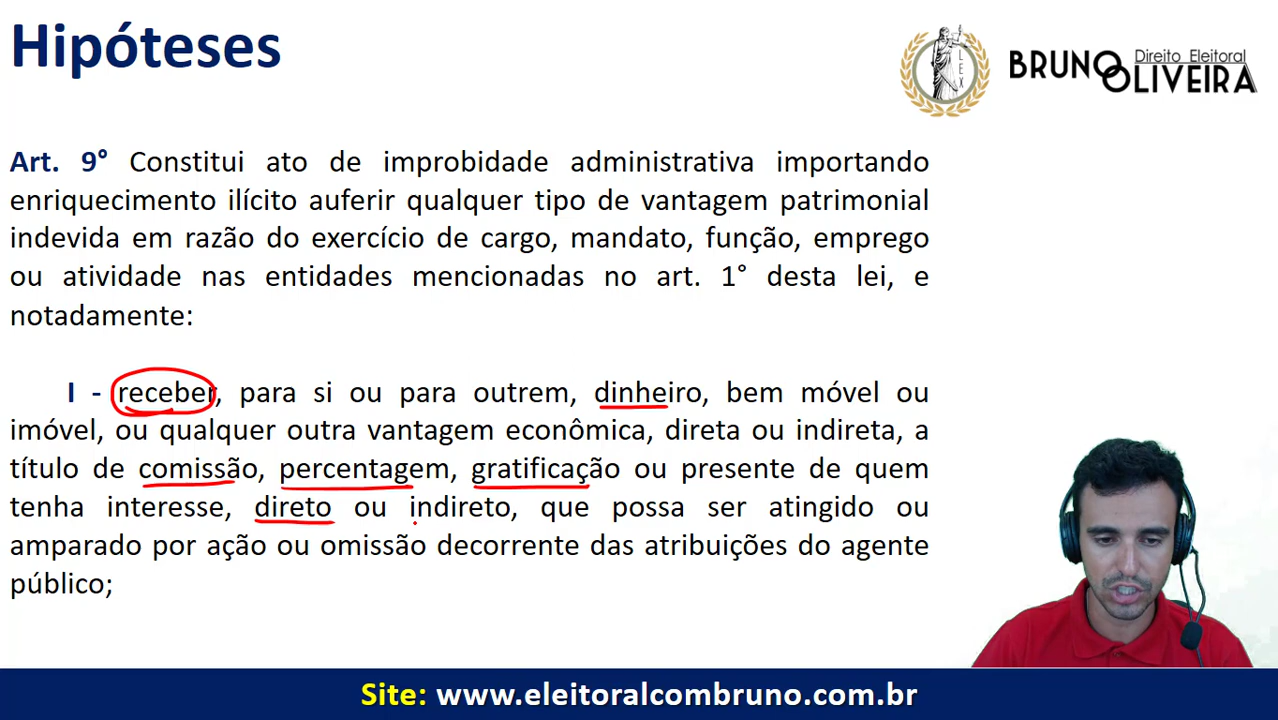 Hipóteses
LEX
BRUNO Direito Eleitoral
OLIVEIRA
Art. 9° Constitui ato de improbidade administrativa importando
enriquecimento ilícito auferir qualquer tipo de vantagem patrimonial
indevida em razão do exercício de cargo, mandato, função, emprego
ou atividade nas entidades mencionadas no art. 1° desta lei, e
notadamente:
I - receber, para si ou para outrem, dinheiro, bem móvel ou
imóvel, ou qualquer outra vantagem econômica, direta ou indireta, a
título de comissão, percentagem, gratificação ou presente de quem
tenha interesse, direto ou indireto, que possa ser atingido ou
amparado por ação ou omissão decorrente das atribuições do agente
público;
Site: www.eleitoralcombruno.com.br